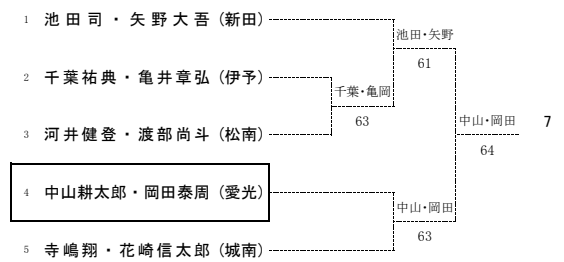 1 池田司・矢野大吾（新田）
池田・矢野
61
2 千葉祐典・亀井章弘（伊予）
千葉・亀岡
63
3 河井健登・渡部尚斗（松南）
中山・岡田 7
64
4 中山耕太郎・岡田泰周（愛光）
中山・岡田
63
5 寺嶋翔・花崎信太郎（城南）